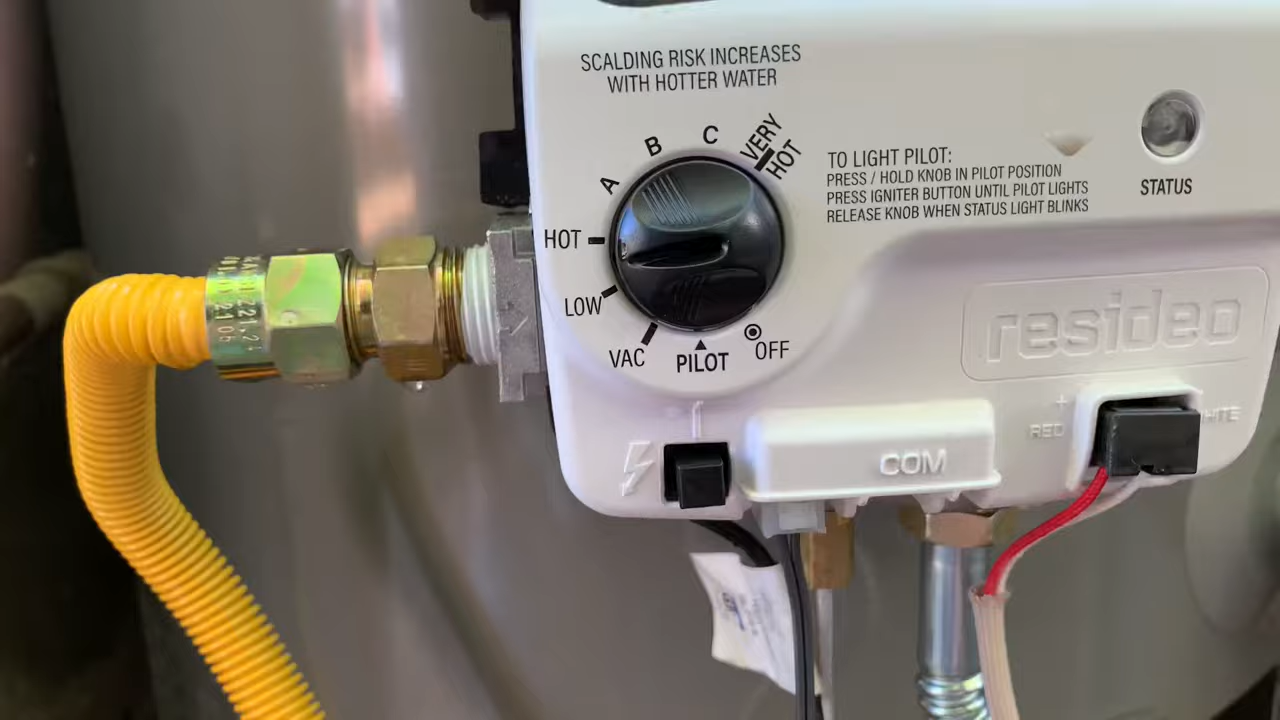 SCALDING RISK INCREASES
WITH HOTTER WATER
A
B
C
VERY
HOT
HOT
LOW
VAC
PILOT
OFF
TO LIGHT PILOT:
PRESS / HOLD KNOB IN PILOT POSITION
PRESS IGNITER BUTTON UNTIL PILOT LIGHTS
RELEASE KNOB WHEN STATUS LIGHT BLINKS
STATUS
resideo
COM
+
RED